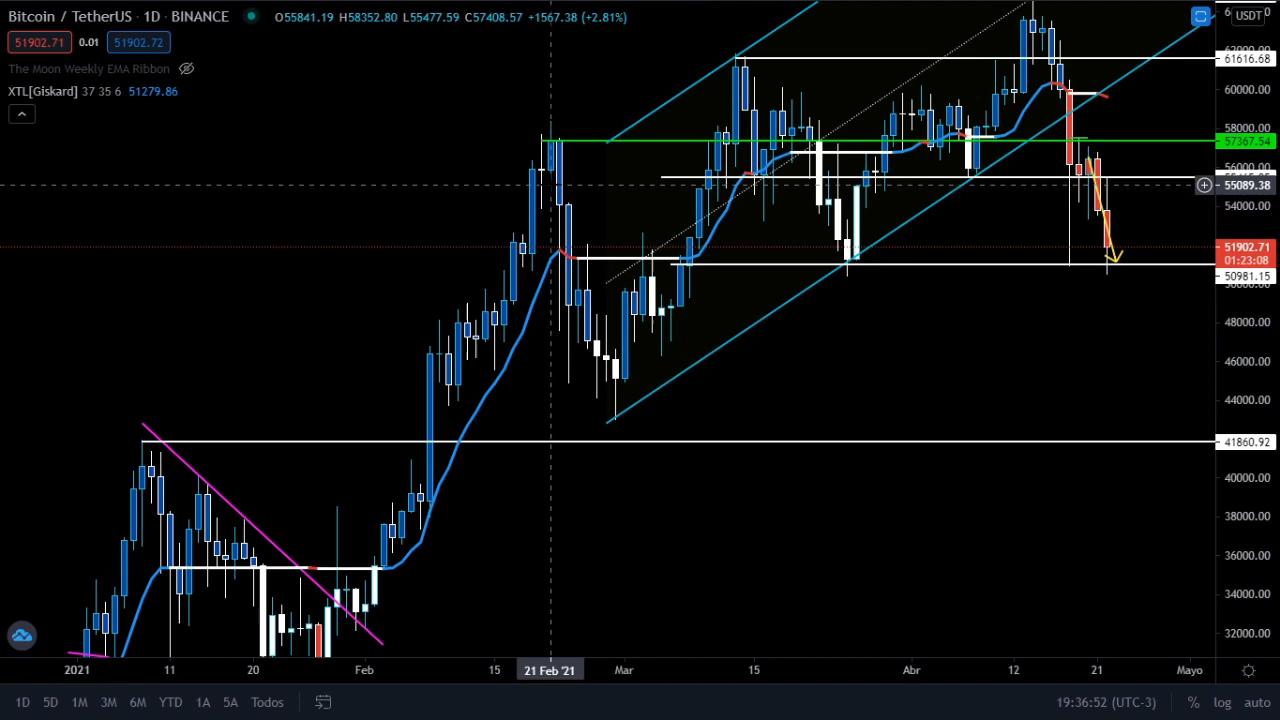 Bitcoin / TetherUS · 1D · BINANCE O55841.19 H58352.80 L55477.59 C57408.57 +1567.38 (+2.81%)
51902.71 0.01 51902.72
The Moon Weekly EMA Ribbon
XTL[Giskard] 37 35 6 51279.86
USDT
61616.68
60000.00
58000.00
57367.54
56000.00
55089.38
54000.00
51902.71
01:23:08
50981.15
48000.00
46000.00
44000.00
41860.92
40000.00
38000.00
36000.00
34000.00
32000.00
2021 11 20 Feb 15 21 Feb '21 Mar 15 Abr 12 21 Mayo
1D 5D 1M 3M 6M YTD 1A 5A Todos 19:36:52 (UTC-3) % log auto